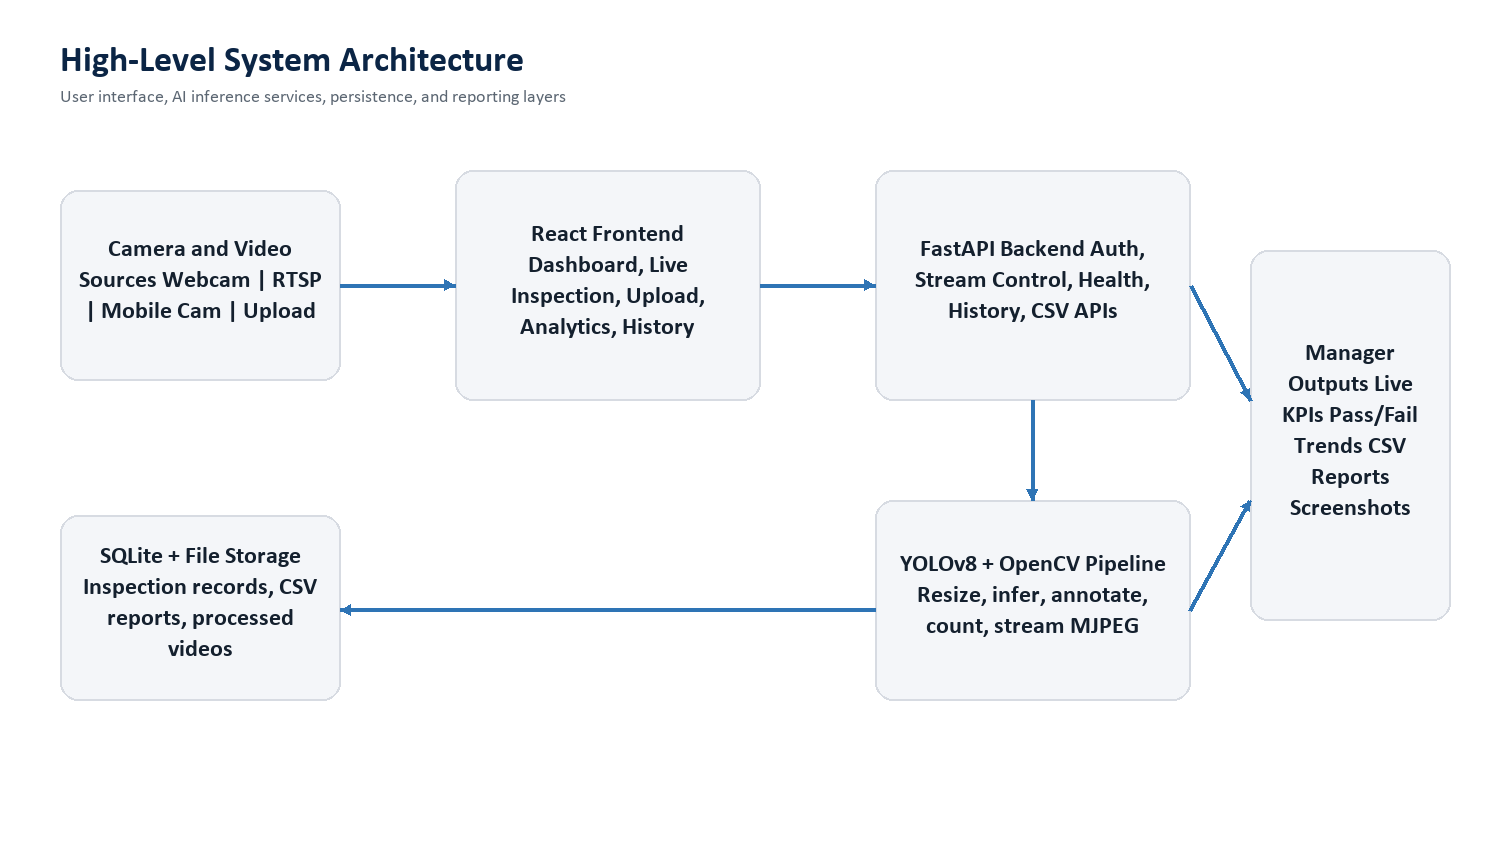 High-Level System Architecture
User interface, AI inference services, persistence, and reporting layers
Camera and Video
Sources Webcam | RTSP
| Mobile Cam | Upload
React Frontend
Dashboard, Live
Inspection, Upload,
Analytics, History
FastAPI Backend Auth,
Stream Control, Health,
History, CSV APIs
Manager
Outputs Live
KPIs Pass/Fail
Trends CSV
Reports
Screenshots
SQLite + File Storage
Inspection records, CSV
reports, processed
videos
YOLOv8 + OpenCV Pipeline
Resize, infer, annotate,
count, stream MJPEG